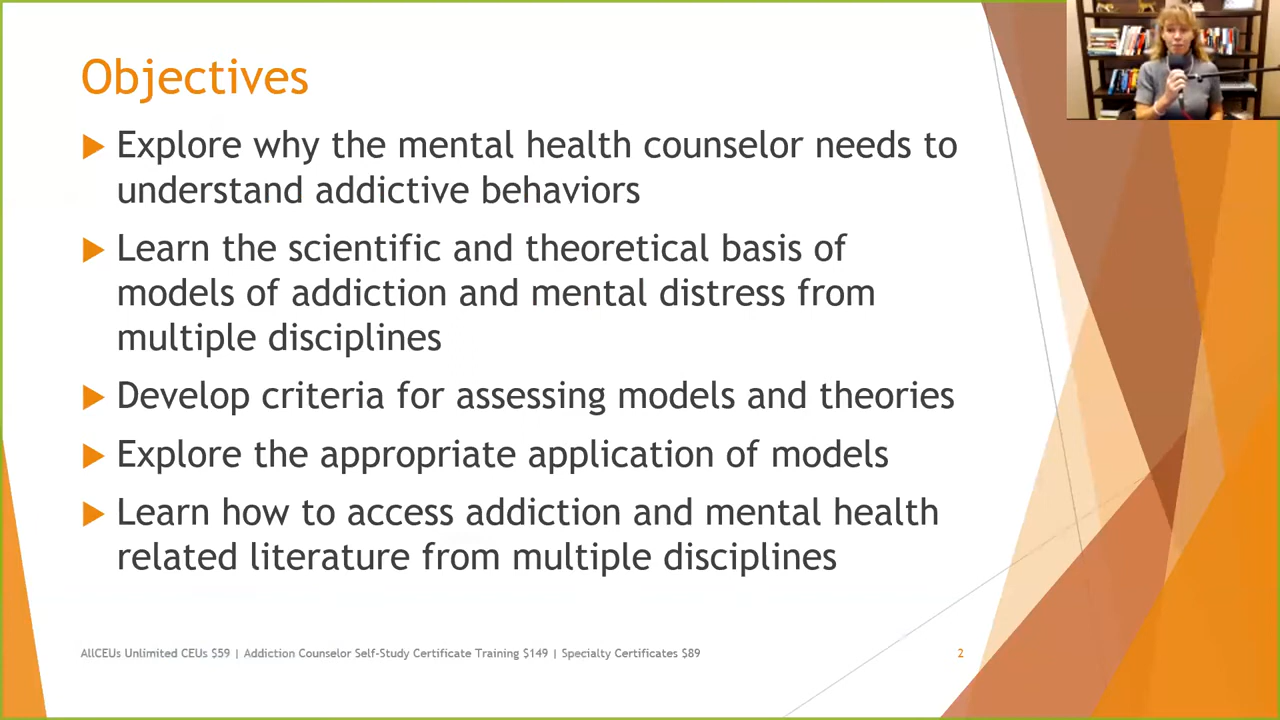 Objectives
Explore why the mental health counselor needs to
understand addictive behaviors
Learn the scientific and theoretical basis of
models of addiction and mental distress from
multiple disciplines
Develop criteria for assessing models and theories
Explore the appropriate application of models
Learn how to access addiction and mental health
related literature from multiple disciplines
AllCEUs Unlimited CEUs $59 | Addiction Counselor Self-Study Certificate Training $149 | Specialty Certificates $89
2